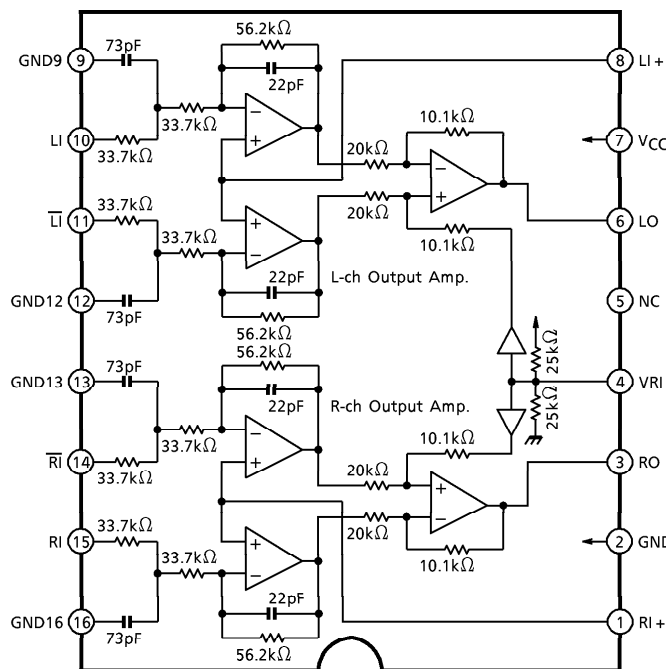 56.2kΩ
73pF
GND9 9
8 LI+
22pF
33.7kΩ
10.1kΩ
LI 10
33.7kΩ
7 VCC
20kΩ
L̅I̅ 11
33.7kΩ
20kΩ
6 LO
33.7kΩ
10.1kΩ
22pF
L-ch Output Amp.
GND12 12
5 NC
73pF
56.2kΩ
56.2kΩ
73pF
25kΩ
GND13 13
4 VRI
22pF
R-ch Output Amp.
25kΩ
33.7kΩ
10.1kΩ
R̅I̅ 14
33.7kΩ
20kΩ
3 RO
RI 15
33.7kΩ
20kΩ
2 GND
33.7kΩ
10.1kΩ
22pF
GND16 16
1 RI+
73pF
56.2kΩ